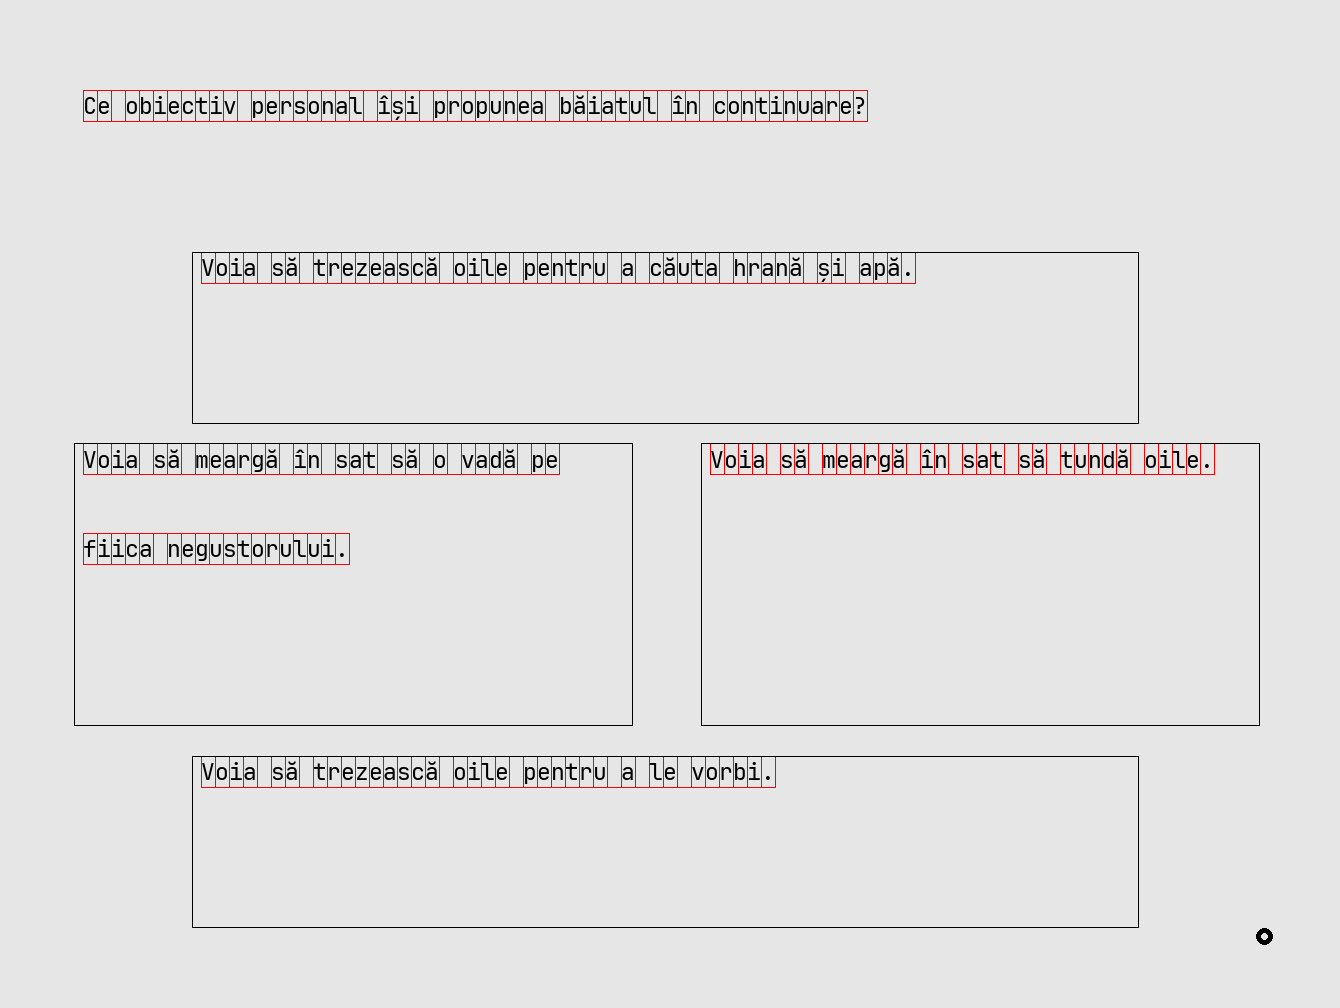 Ce obiectiv personal își propunea băiatul în continuare?
Voia să trezească oile pentru a căuta hrană și apă.
Voia să meargă în sat să o vadă pe
fiica negustorului.
Voia să meargă în sat să tundă oile.
Voia să trezească oile pentru a le vorbi.